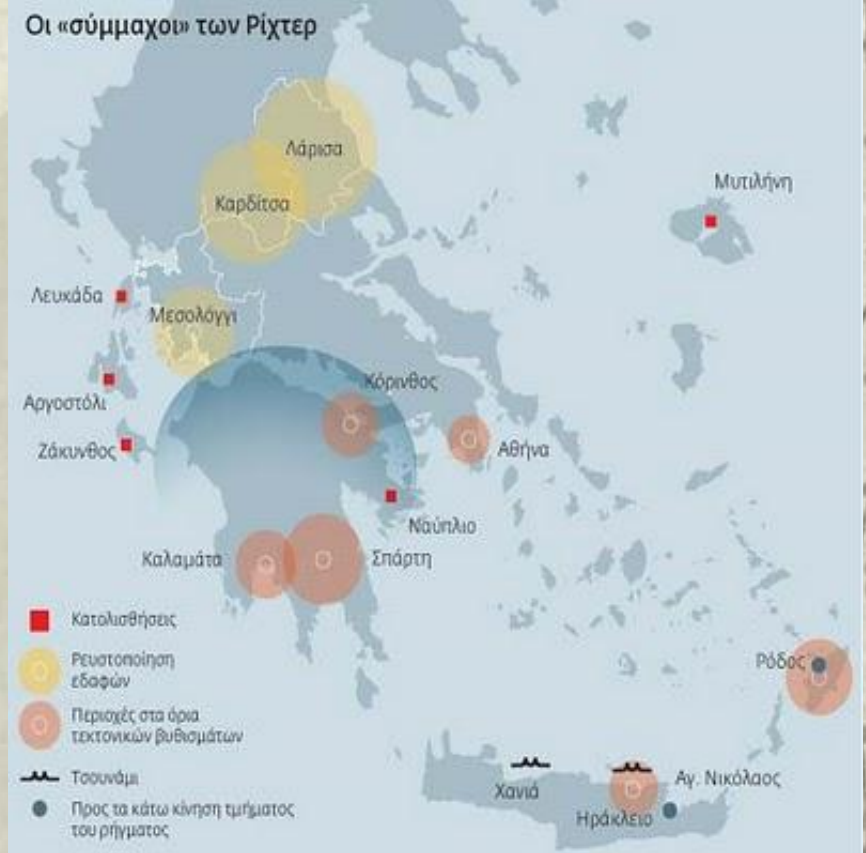 Οι «σύμμαχοι» των Ρίχτερ
Λάρισα
Καρδίτσα
Μυτιλήνη
Λευκάδα
Μεσολόγγι
Κόρινθος
Αργοστόλι
Ζάκυνθος
Αθήνα
Ναύπλιο
Καλαμάτα
Σπάρτη
Κατολισθήσεις
Ρευστοποίηση
εδαφών
Ρόδος
Περιοχές στα όρια
τεκτονικών βυθισμάτων
Τσουνάμι
Χανιά
Αγ. Νικόλαος
Προς τα κάτω κίνηση τμήματος
του ρήγματος
Ηράκλειο